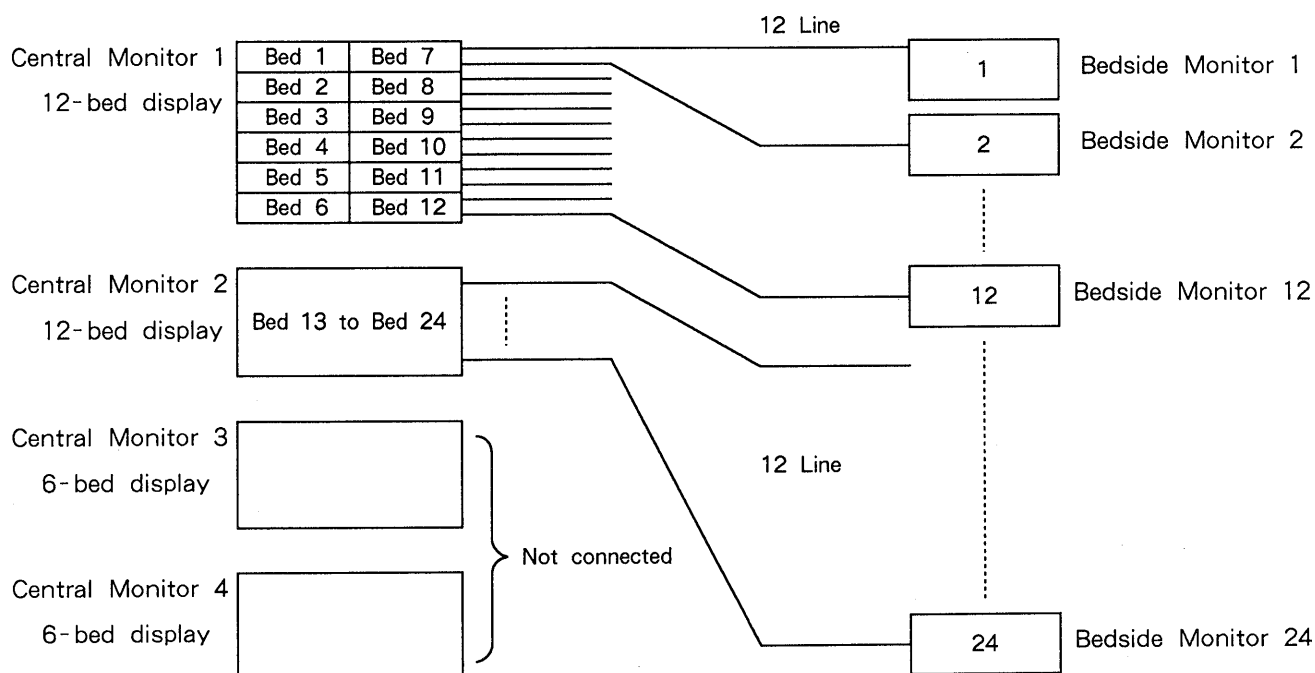 12 Line
Central Monitor 1
12-bed display
Bed 1 Bed 7
Bed 2 Bed 8
Bed 3 Bed 9
Bed 4 Bed 10
Bed 5 Bed 11
Bed 6 Bed 12
1 Bedside Monitor 1
2 Bedside Monitor 2
Central Monitor 2
12-bed display
Bed 13 to Bed 24
12 Bedside Monitor 12
Central Monitor 3
6-bed display
12 Line
Not connected
Central Monitor 4
6-bed display
24 Bedside Monitor 24